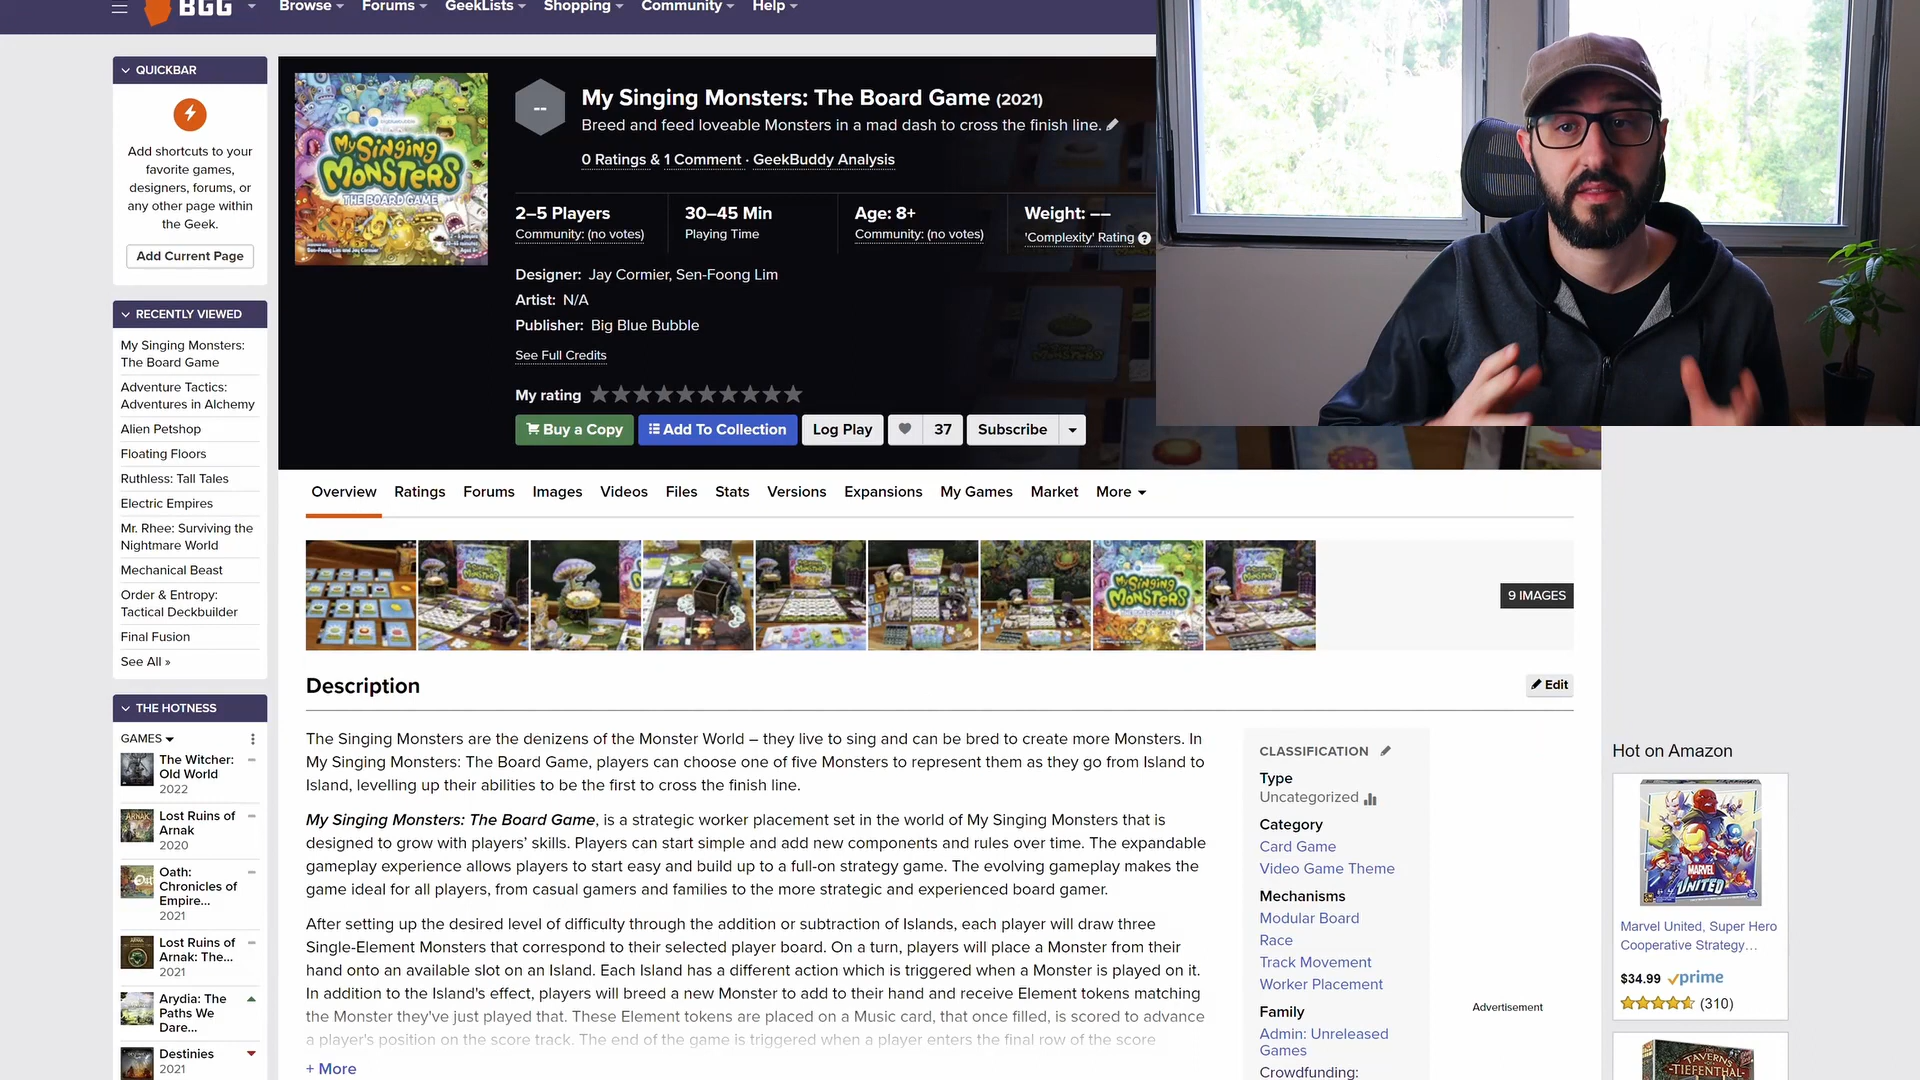 BGG
Browse
Forums
GeekLists
Shopping
Community
Help
QUICKBAR
Add shortcuts to your
favorite games,
designers, forums, or
any other page within
the Geek.
Add Current Page
RECENTLY VIEWED
My Singing Monsters:
The Board Game
Adventure Tactics:
Adventures in Alchemy
Alien Petshop
Floating Floors
Ruthless: Tall Tales
Electric Empires
Mr. Rhee: Surviving the
Nightmare World
Mechanical Beast
Order & Entropy:
Tactical Deckbuilder
Final Fusion
See All »
THE HOTNESS
GAMES
The Witcher:
Old World
2022
Lost Ruins of
Arnak
2020
Oath:
Chronicles of
Empire...
2021
Lost Ruins of
Arnak: The...
2021
Arydia: The
Paths We
Dare...
Destinies
2021
My Singing
MONSTERS
THE BOARD GAME
--
My Singing Monsters: The Board Game (2021)
Breed and feed loveable Monsters in a mad dash to cross the finish line.
0 Ratings & 1 Comment · GeekBuddy Analysis
2–5 Players
Community: (no votes)
30–45 Min
Playing Time
Age: 8+
Community: (no votes)
Weight: ––
'Complexity' Rating ?
Designer: Jay Cormier, Sen-Foong Lim
Artist: N/A
Publisher: Big Blue Bubble
See Full Credits
My rating
Buy a Copy
Add To Collection
Log Play
37
Subscribe
Overview
Ratings
Forums
Images
Videos
Files
Stats
Versions
Expansions
My Games
Market
More
My Singing
MONSTERS
9 IMAGES
Description
Edit
The Singing Monsters are the denizens of the Monster World – they live to sing and can be bred to create more Monsters. In
My Singing Monsters: The Board Game, players can choose one of five Monsters to represent them as they go from Island to
Island, levelling up their abilities to be the first to cross the finish line.
My Singing Monsters: The Board Game, is a strategic worker placement set in the world of My Singing Monsters that is
designed to grow with players’ skills. Players can start simple and add new components and rules over time. The expandable
gameplay experience allows players to start easy and build up to a full-on strategy game. The evolving gameplay makes the
game ideal for all players, from casual gamers and families to the more strategic and experienced board gamer.
After setting up the desired level of difficulty through the addition or subtraction of Islands, each player will draw three
Single-Element Monsters that correspond to their selected player board. On a turn, players will place a Monster from their
hand onto an available slot on an Island. Each Island has a different action which is triggered when a Monster is played on it.
In addition to the Island's effect, players will breed a new Monster to add to their hand and receive Element tokens matching
the Monster they've just played that. These Element tokens are placed on a Music card, that once filled, is scored to advance
a player's position on the score track. The end of the game is triggered when a player enters the final row of the score
+ More
CLASSIFICATION
Type
Uncategorized
Category
Card Game
Video Game Theme
Mechanisms
Modular Board
Race
Track Movement
Worker Placement
Family
Admin: Unreleased
Games
Crowdfunding:
Advertisement
Hot on Amazon
MARVEL
UNITED
Marvel United, Super Hero
Cooperative Strategy...
$34.99 prime
(310)
TAVERNS
TIEFENTHAL